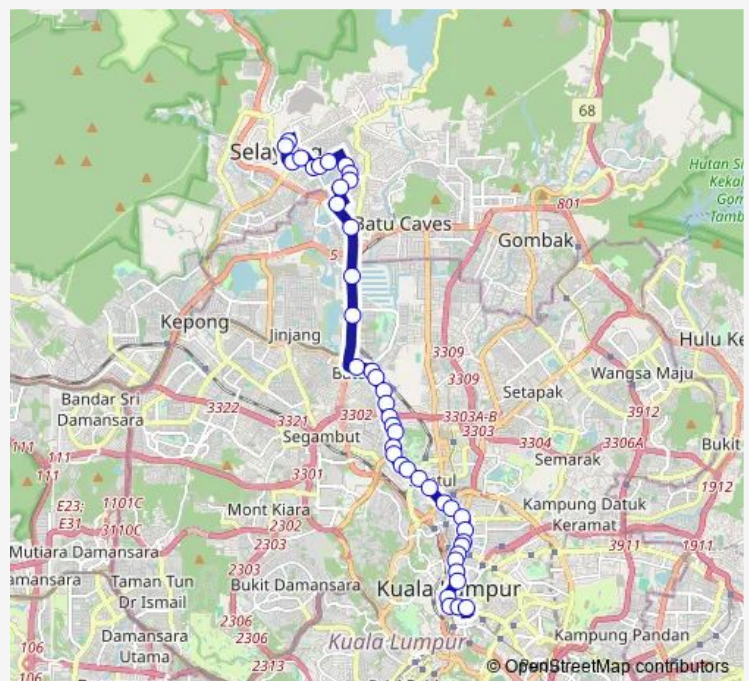 68
Selayang
Hutan
Kekal
Gom
801
Batu Caves
Gombak
5
Kepong
Jinjang
3309
Hulu Ke
3309
Wangsa Maju
Setapak
Bandar Sri
Damansara
3322
3302
3303A-B
3912
3321
3303
Segambut
3304
3306A
Bukit
111
Semarak
3301
111
E23;
E31
1101C
3110C
Mont Kiara
Kampung Datuk
Keramat
1912
2302
2303
Mutiara Damansara
3911
1911
amansara
Taman Tun
Dr Ismail
2303
Bukit Damansara
Kuala Lumpur
106
Damansara
Utama
2306
2306
Kuala Lumpur
Kampung Pandan
106
2313
© OpenStreetMap contributors